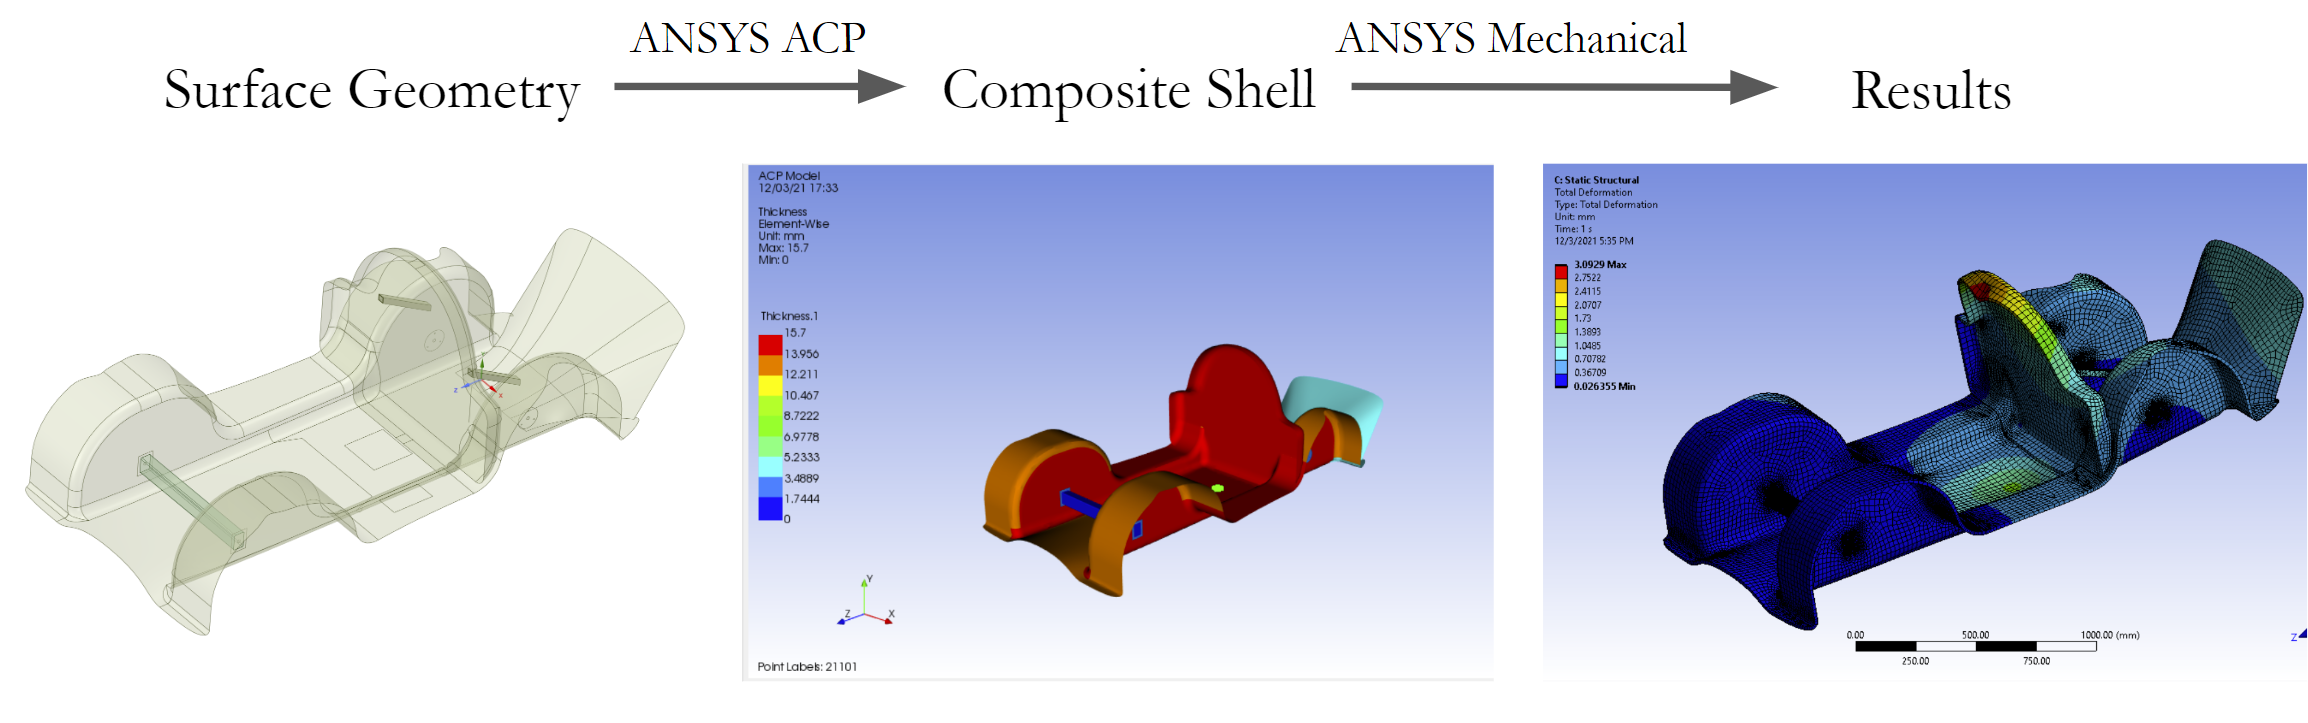 ANSYS ACP
ANSYS Mechanical
Surface Geometry
Composite Shell
Results
ACP Model
12/03/21 17:33
Thickness
Element-Wise
Unit: mm
Max: 15.7
Min: 0
Thickness.1
15.7
13.956
12.211
10.467
8.7222
6.9778
5.2333
3.4889
1.7444
0
Y
Z
X
Point Labels: 21101
C: Static Structural
Total Deformation
Type: Total Deformation
Unit: mm
Time: 1 s
12/3/2021 5:35 PM
3.0929 Max
2.7522
2.4115
2.0707
1.73
1.3893
1.0485
0.70782
0.36709
0.026355 Min
0.00
500.00
1000.00 (mm)
250.00
750.00
Z
Z
X